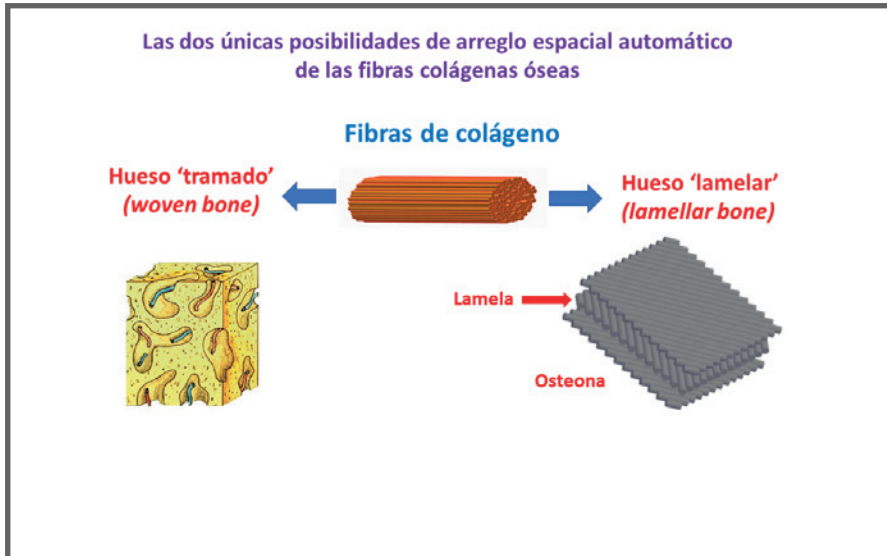 Las dos únicas posibilidades de arreglo espacial automático
de las fibras colágenas óseas
Fibras de colágeno
Hueso ‘tramado’
(woven bone)
Hueso ‘lamelar’
(lamellar bone)
Lamela
Osteona